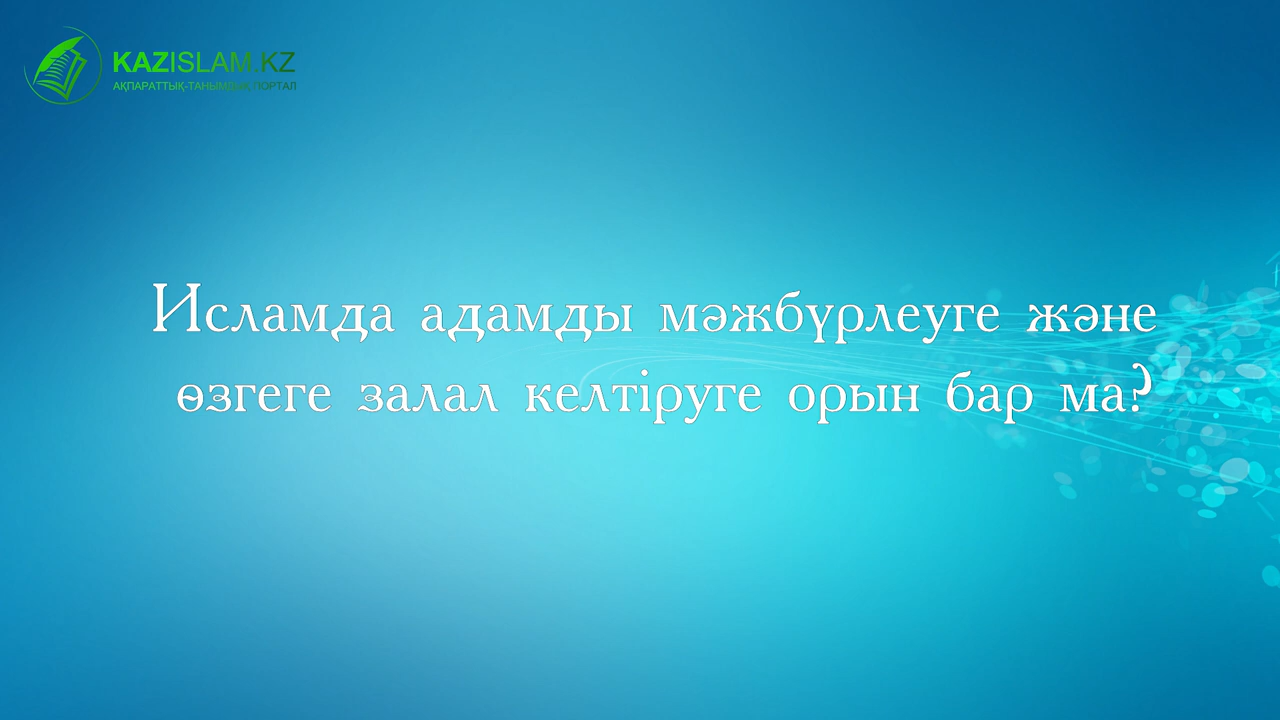 KAZISLAM.KZ
АҚПАРАТТЫҚ-ТАНЫМДЫҚ ПОРТАЛ
Исламда адамды мәжбүрлеуге және
өзгеге залал келтіруге орын бар ма?